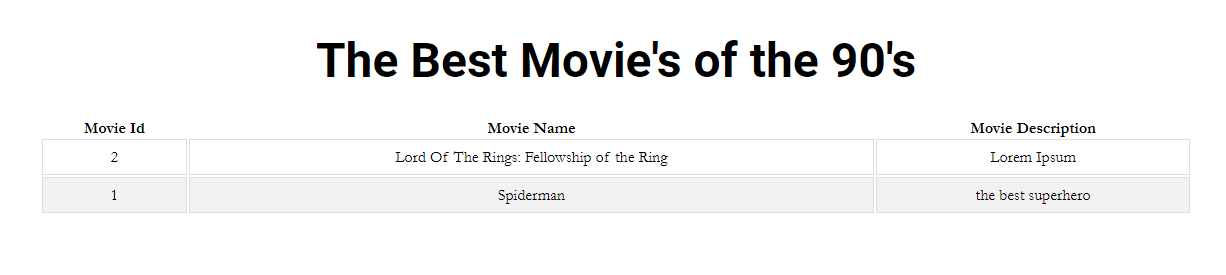 The Best Movie's of the 90's
Movie Id Movie Name Movie Description
2 Lord Of The Rings: Fellowship of the Ring Lorem Ipsum
1 Spiderman the best superhero